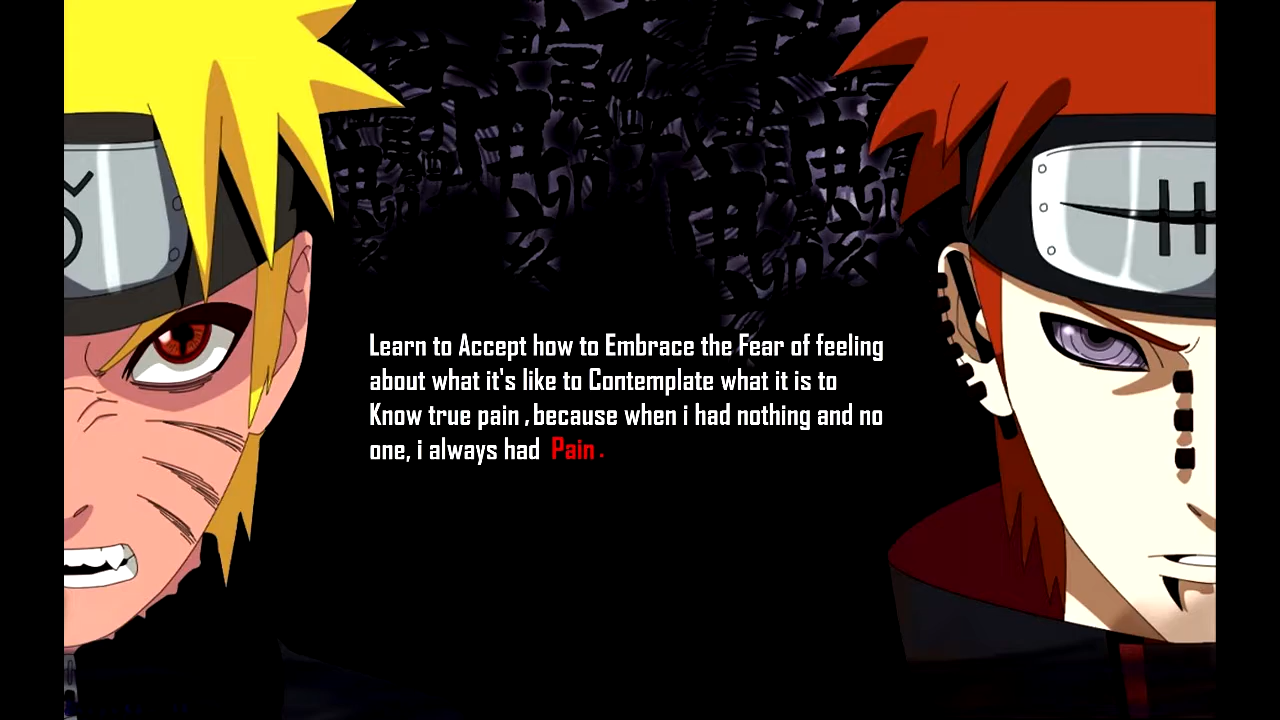 Learn to Accept how to Embrace the Fear of feeling
about what it's like to Contemplate what it is to
Know true pain , because when i had nothing and no
one, i always had Pain .